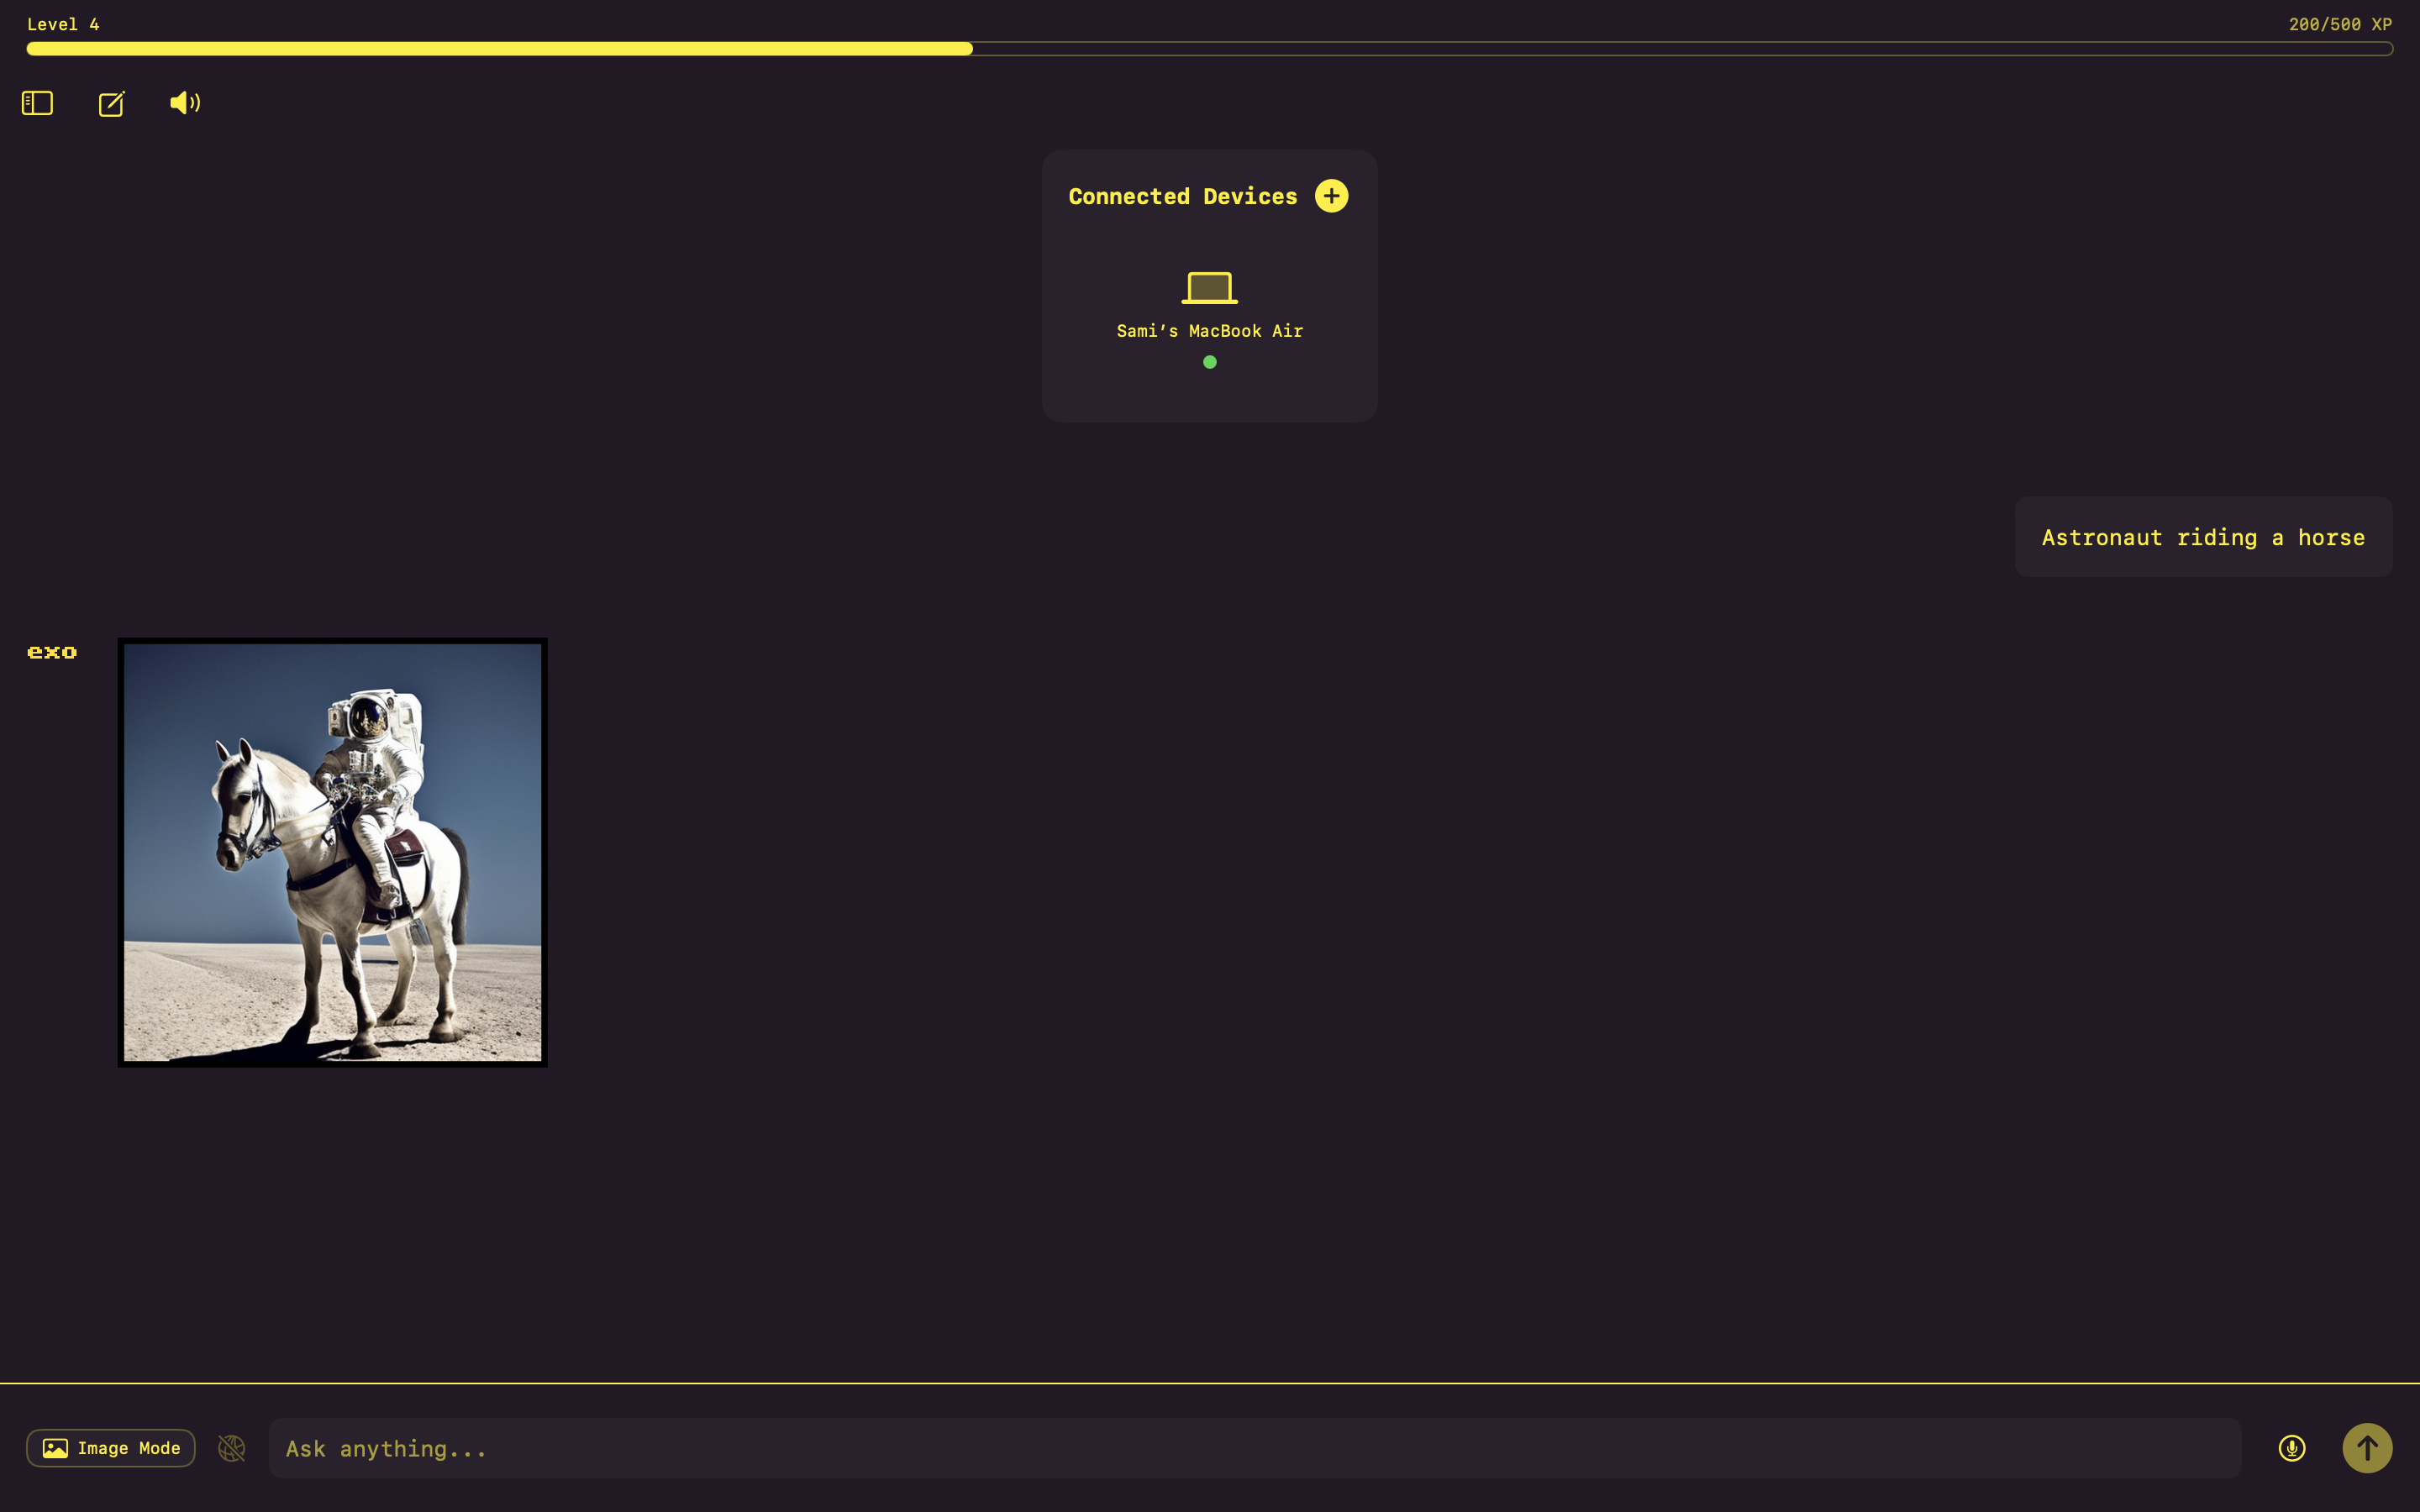 Level 4
200/500 XP
Connected Devices
Sami’s MacBook Air
Astronaut riding a horse
exo
Image Mode
Ask anything...